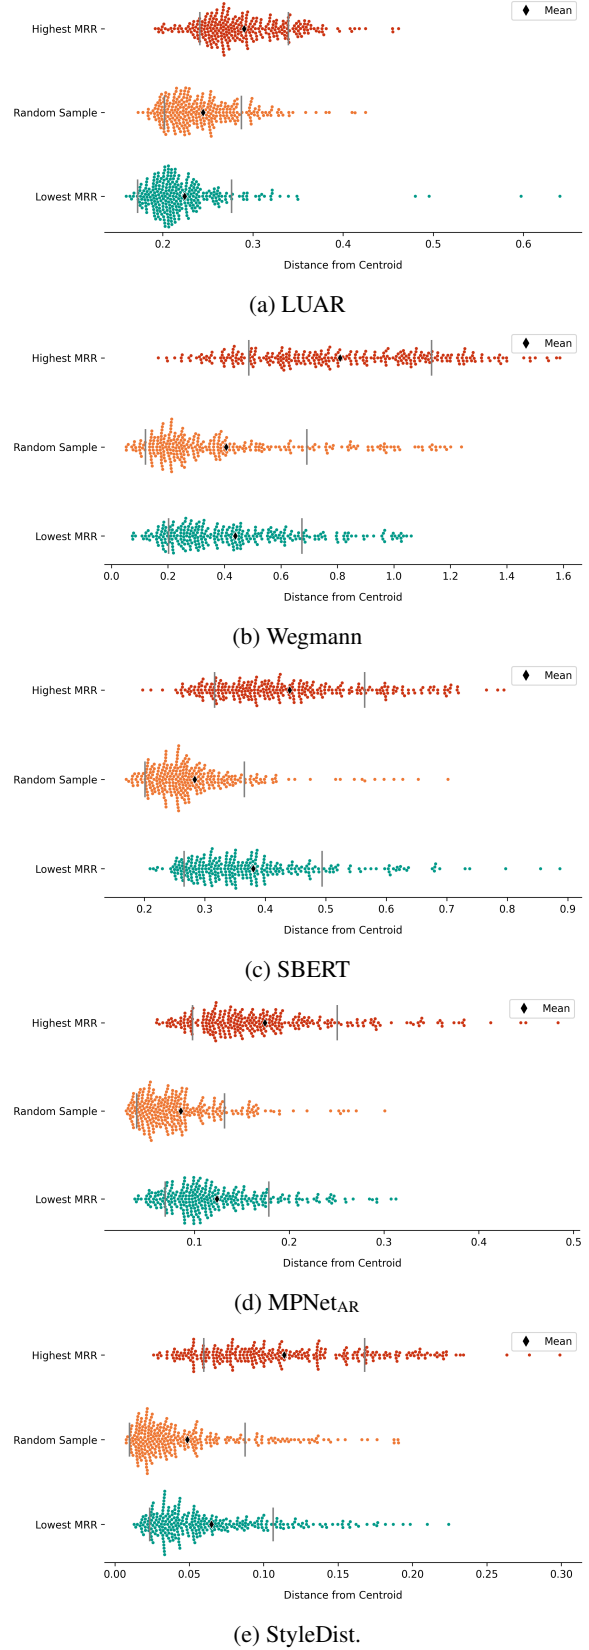 Mean
Highest MRR
Random Sample
Lowest MRR
0.2 0.3 0.4 0.5 0.6
Distance from Centroid
(a) LUAR
Mean
Highest MRR
Random Sample
Lowest MRR
0.0 0.2 0.4 0.6 0.8 1.0 1.2 1.4 1.6
Distance from Centroid
(b) Wegmann
Mean
Highest MRR
Random Sample
Lowest MRR
0.2 0.3 0.4 0.5 0.6 0.7 0.8 0.9
Distance from Centroid
(c) SBERT
Mean
Highest MRR
Random Sample
Lowest MRR
0.1 0.2 0.3 0.4 0.5
Distance from Centroid
(d) MPNetAR
Mean
Highest MRR
Random Sample
Lowest MRR
0.00 0.05 0.10 0.15 0.20 0.25 0.30
Distance from Centroid
(e) StyleDist.